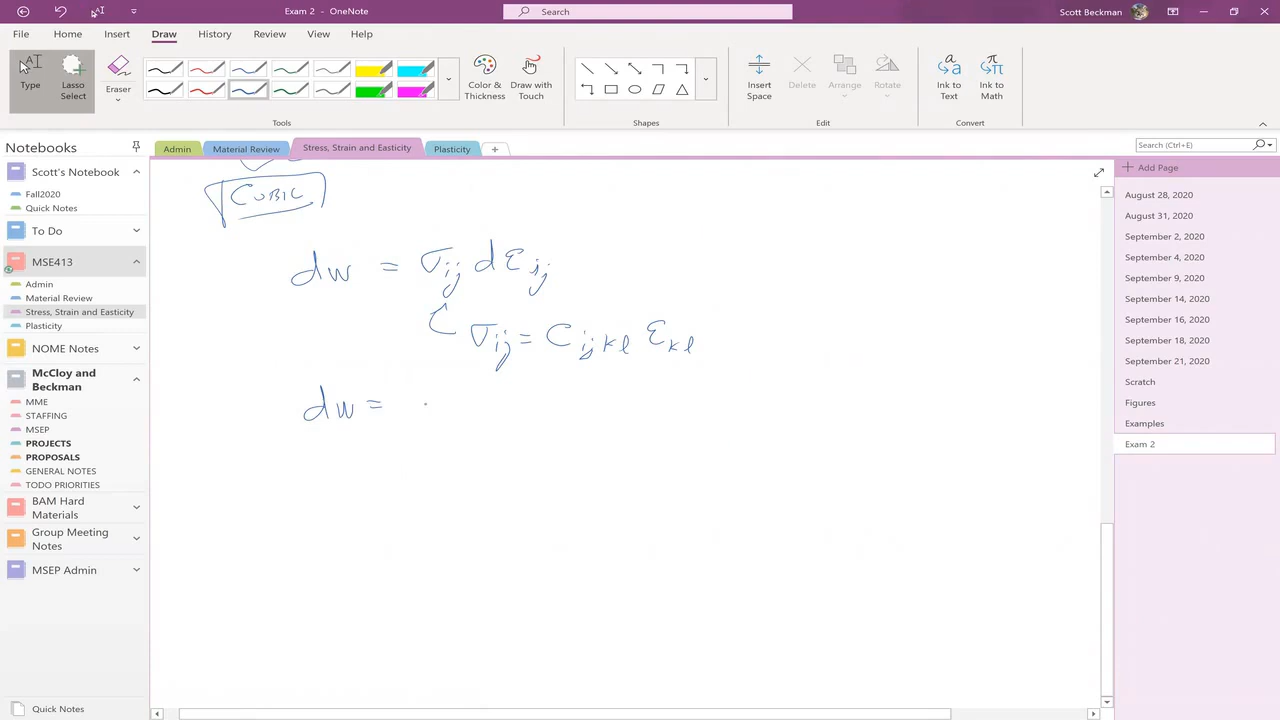 Exam 2 - OneNote
Search
Scott Beckman
File Home Insert Draw History Review View Help
Type
Lasso Select
Eraser
Color & Thickness
Draw with Touch
Insert Space
Delete
Arrange
Rotate
Ink to Text
Ink to Math
Tools
Shapes
Edit
Convert
Notebooks
Admin
Material Review
Stress, Strain and Easticity
Plasticity
Search (Ctrl+E)
Scott's Notebook
Fall2020
Quick Notes
To Do
MSE413
Admin
Material Review
Stress, Strain and Easticity
Plasticity
NOME Notes
McCloy and Beckman
MME
STAFFING
MSEP
PROJECTS
PROPOSALS
GENERAL NOTES
TODO PRIORITIES
BAM Hard Materials
Group Meeting Notes
MSEP Admin
Quick Notes
CUBIC
dw = σij dεij
σij = Cijkl εkl
dw =
Add Page
August 28, 2020
August 31, 2020
September 2, 2020
September 4, 2020
September 9, 2020
September 14, 2020
September 16, 2020
September 18, 2020
September 21, 2020
Scratch
Figures
Examples
Exam 2